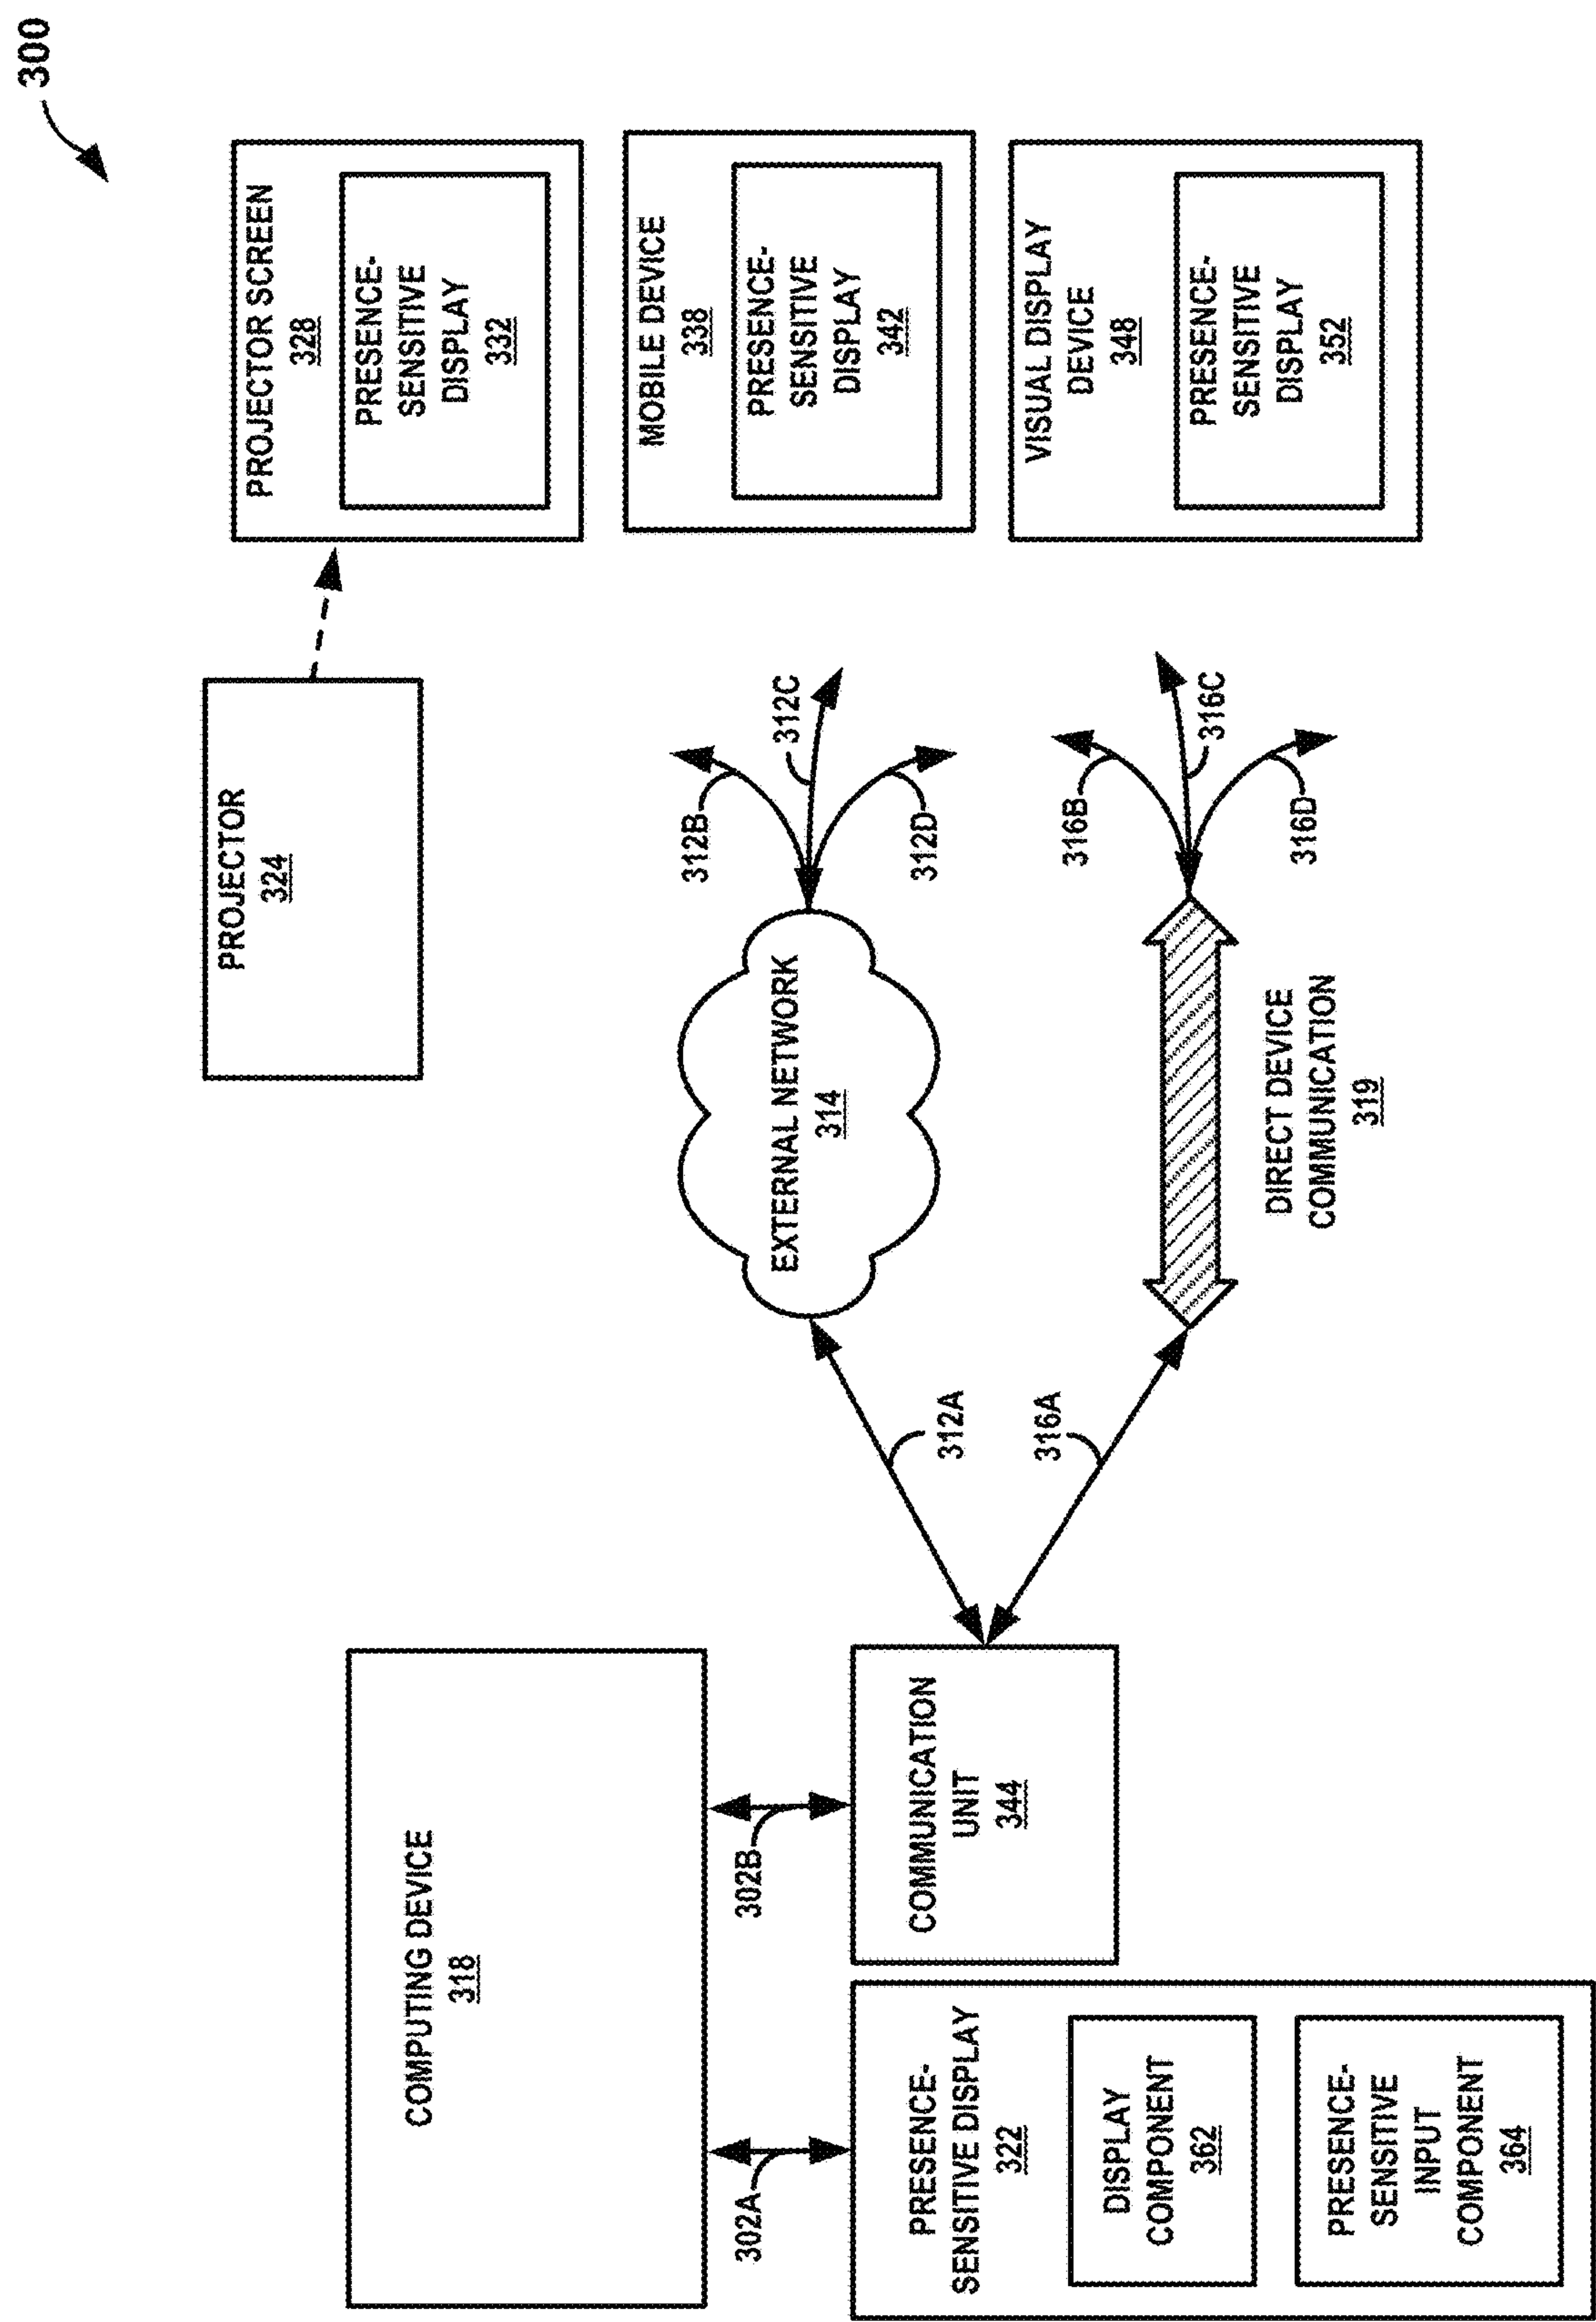 300
COMPUTING DEVICE
318
302A
302B
PRESENCE-
SENSITIVE DISPLAY
322
DISPLAY
COMPONENT
362
PRESENCE-
SENSITIVE
INPUT
COMPONENT
364
COMMUNICATION
UNIT
344
312A
316A
EXTERNAL NETWORK
314
DIRECT DEVICE
COMMUNICATION
319
312B
312C
312D
316B
316C
316D
PROJECTOR
324
PROJECTOR SCREEN
328
PRESENCE-
SENSITIVE
DISPLAY
332
MOBILE DEVICE
338
PRESENCE-
SENSITIVE
DISPLAY
342
VISUAL DISPLAY
DEVICE
348
PRESENCE-
SENSITIVE
DISPLAY
352